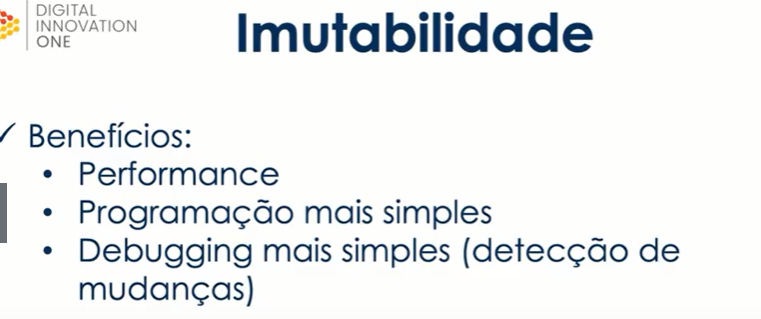 DIGITAL
INNOVATION
ONE
Imutabilidade
✓ Benefícios:
• Performance
• Programação mais simples
• Debugging mais simples (detecção de
mudanças)